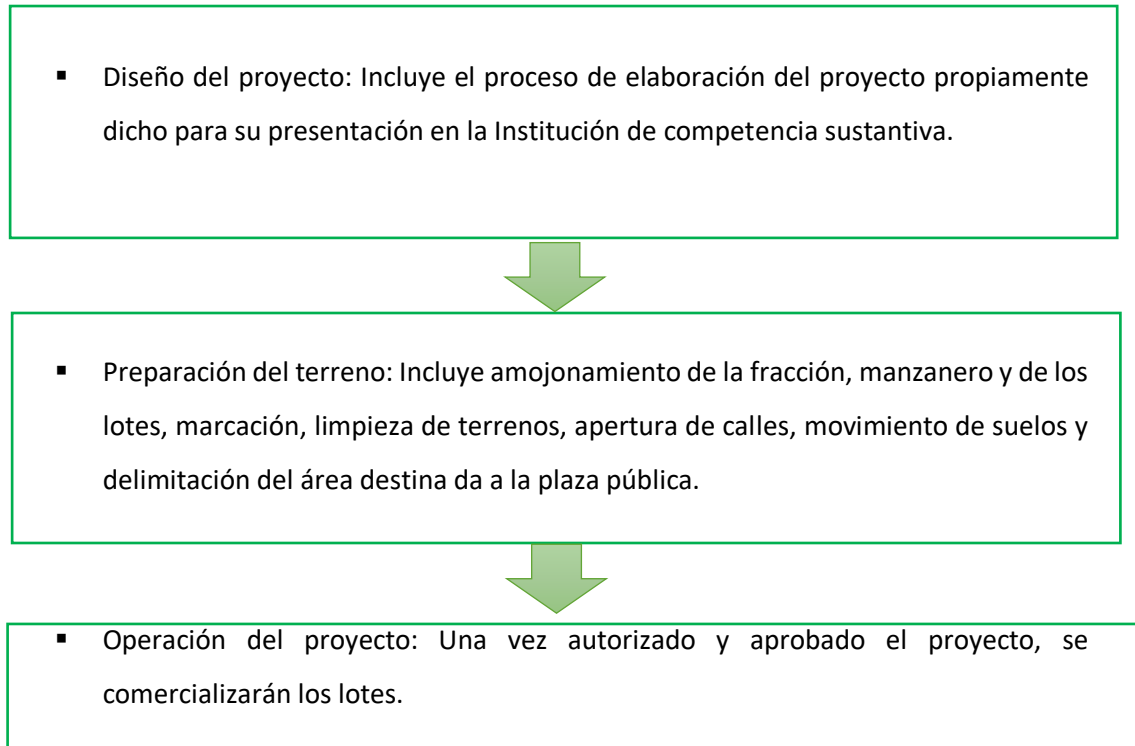 ▪ Diseño del proyecto: Incluye el proceso de elaboración del proyecto propiamente
dicho para su presentación en la Institución de competencia sustantiva.
▪ Preparación del terreno: Incluye amojonamiento de la fracción, manzanero y de los
lotes, marcación, limpieza de terrenos, apertura de calles, movimiento de suelos y
delimitación del área destina da a la plaza pública.
▪ Operación del proyecto: Una vez autorizado y aprobado el proyecto, se
comercializarán los lotes.